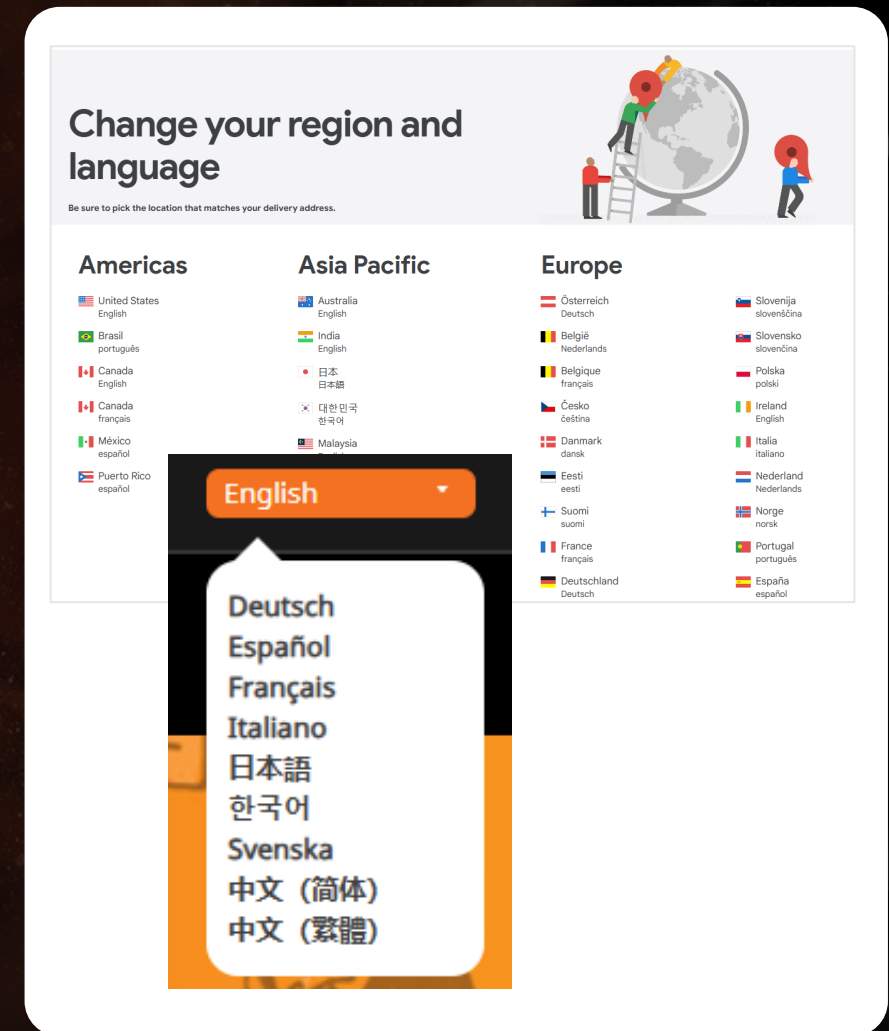 Change your region and
language
Be sure to pick the location that matches your delivery address.
Americas
United States
English
Brasil
português
Canada
English
Canada
français
México
español
Puerto Rico
español
Asia Pacific
Australia
English
India
English
日本
日本語
대한민국
한국어
Malaysia
Europe
Österreich
Deutsch
België
Nederlands
Belgique
français
Česko
čeština
Danmark
dansk
Eesti
eesti
Suomi
suomi
France
français
Deutschland
Deutsch
Slovenija
slovenščina
Slovensko
slovenčina
Polska
polski
Ireland
English
Italia
italiano
Nederland
Nederlands
Norge
norsk
Portugal
português
España
español
English
Deutsch
Español
Français
Italiano
日本語
한국어
Svenska
中文 (简体)
中文 (繁體)